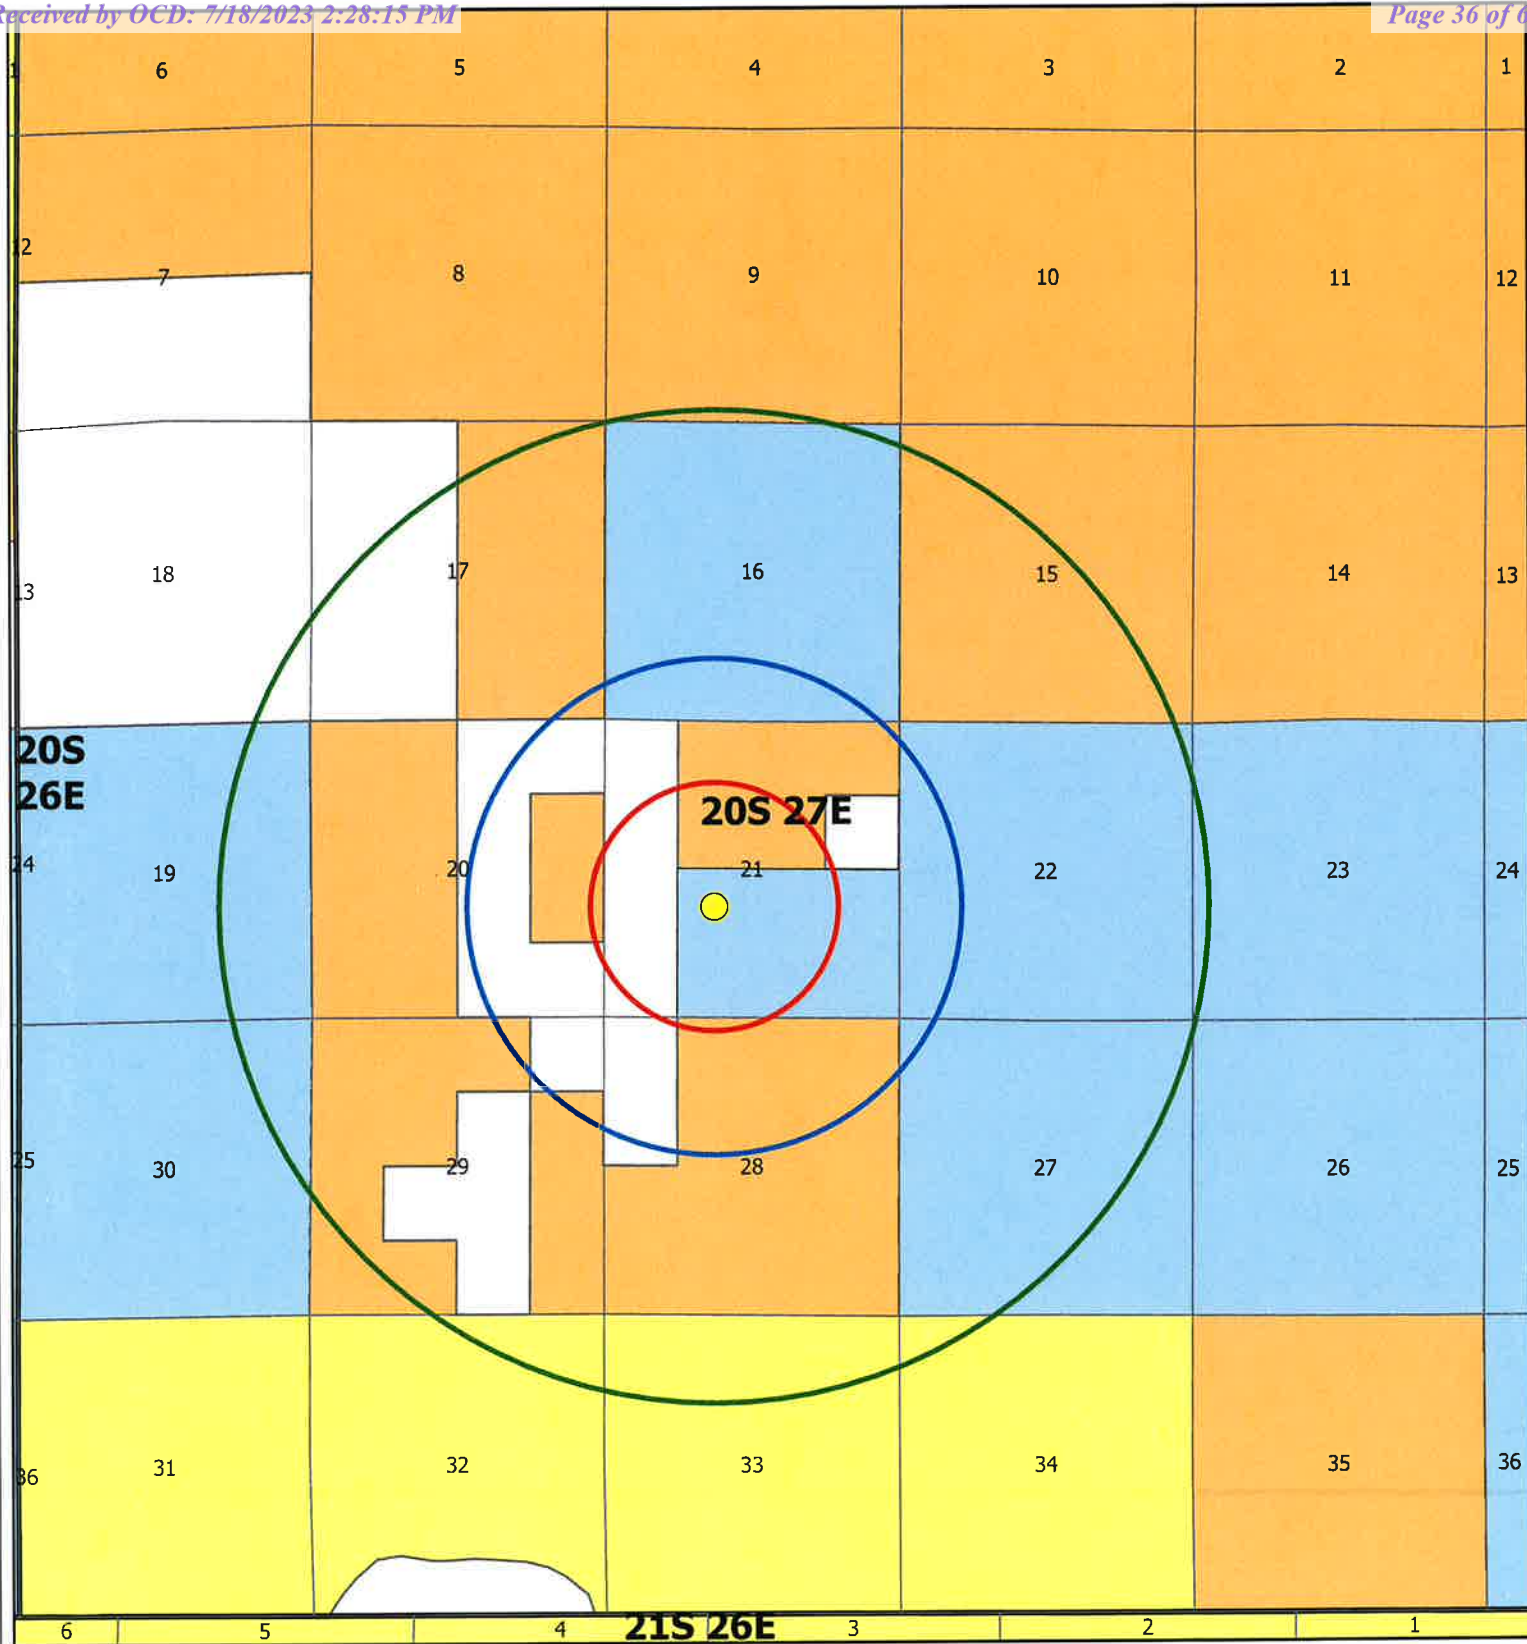 Received by OCD: 7/18/2023 2:28:15 PM
Page 36 of 6
1 6 5 4 3 2 1
12 7 8 9 10 11 12
13 18 17 16 15 14 13
20S
26E
20S 27E
24 19 20 21 22 23 24
25 30 29 28 27 26 25
36 31 32 33 34 35 36
6 5 4 21S 26E 3 2 1